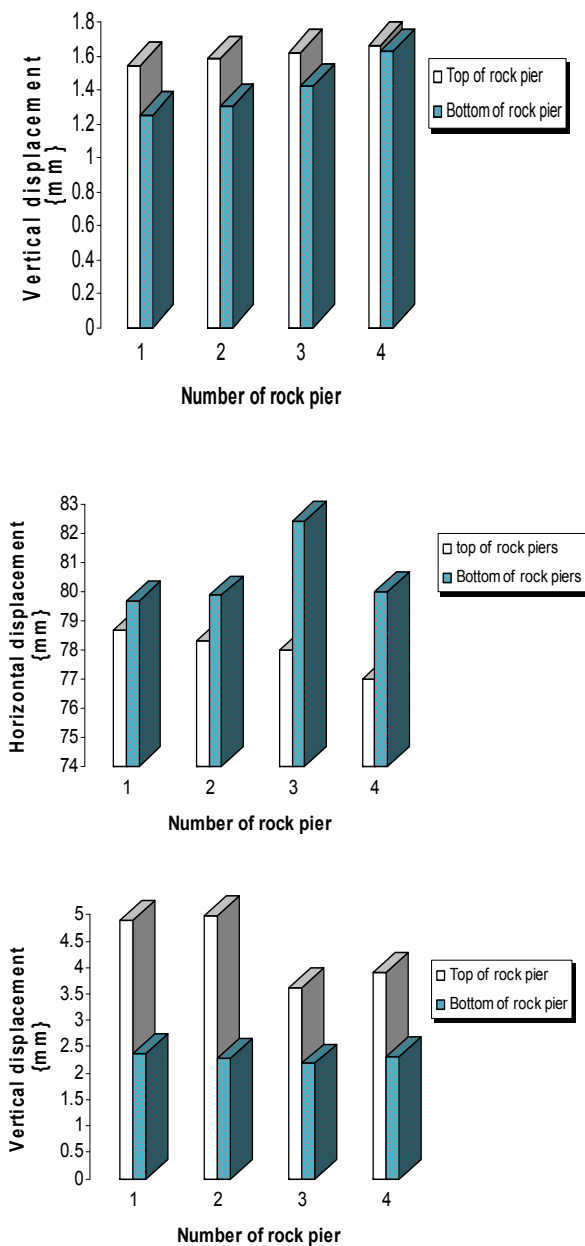 1.8
1.6
1.4
1.2
1
0.8
0.6
0.4
0.2
0
Vertical displacement
{mm}
1 2 3 4
Number of rock pier
Top of rock pier
Bottom of rock pier
83
82
81
80
79
78
77
76
75
74
Horizontal displacement
{mm}
1 2 3 4
Number of rock pier
top of rock piers
Bottom of rock piers
5
4.5
4
3.5
3
2.5
2
1.5
1
0.5
0
Vertical displacement
{mm}
1 2 3 4
Number of rock pier
Top of rock pier
Bottom of rock pier